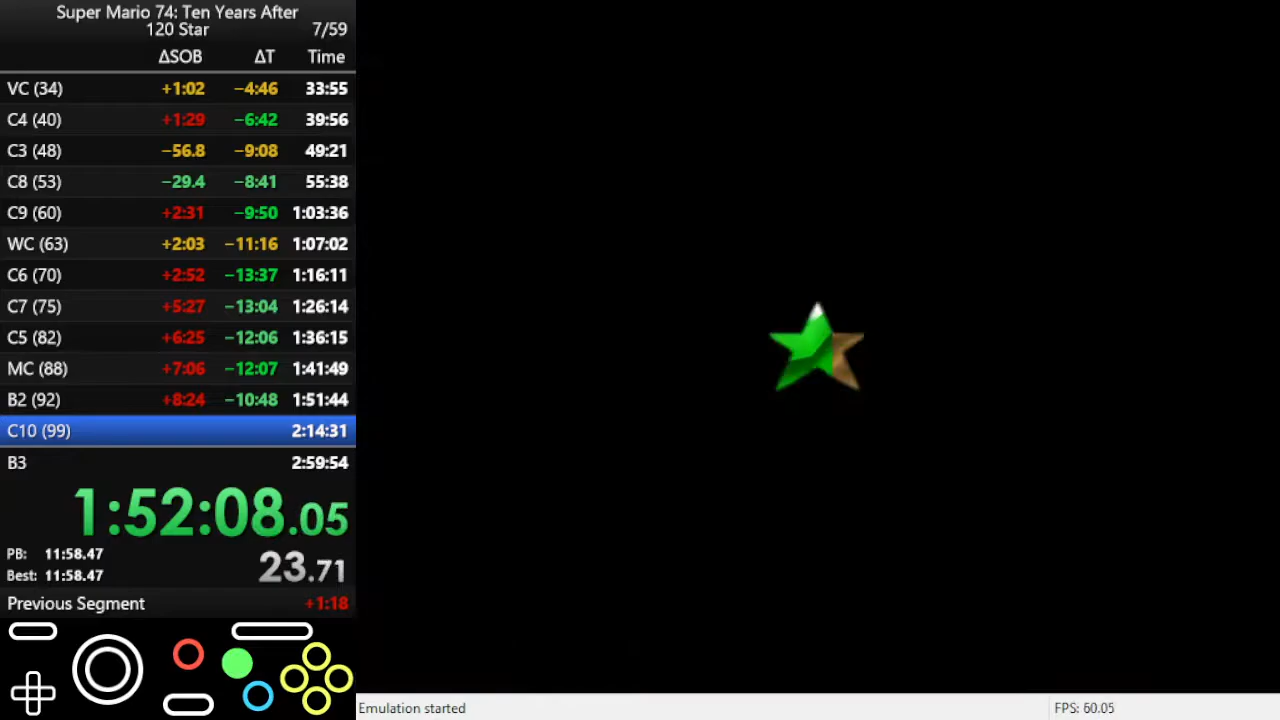 Super Mario 74: Ten Years After
120 Star 7/59
ΔSOB ΔT Time
VC (34) +1:02 −4:46 33:55
C4 (40) +1:29 −6:42 39:56
C3 (48) −56.8 −9:08 49:21
C8 (53) −29.4 −8:41 55:38
C9 (60) +2:31 −9:50 1:03:36
WC (63) +2:03 −11:16 1:07:02
C6 (70) +2:52 −13:37 1:16:11
C7 (75) +5:27 −13:04 1:26:14
C5 (82) +6:25 −12:06 1:36:15
MC (88) +7:06 −12:07 1:41:49
B2 (92) +8:24 −10:48 1:51:44
C10 (99) 2:14:31
B3 2:59:54
1:52:08.05
PB: 11:58.47
Best: 11:58.47
23.71
Previous Segment +1:18
Emulation started FPS: 60.05